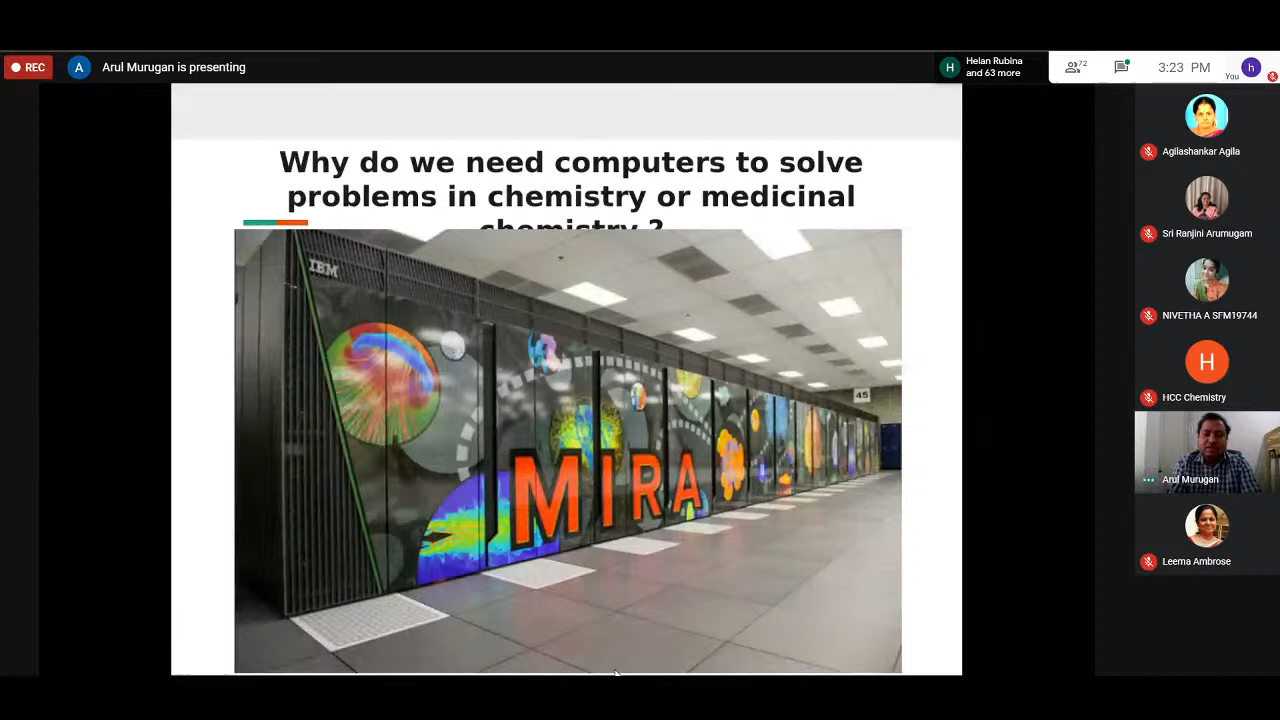 REC
A
Arul Murugan is presenting
H
Helan Rubina
and 63 more
72
3:23 PM
You
h
Why do we need computers to solve
problems in chemistry or medicinal
chemistry ?
IBM
45
MIRA
Agilashankar Agila
Sri Ranjini Arumugam
NIVETHA A SFM19744
H
HCC Chemistry
Arul Murugan
Leema Ambrose